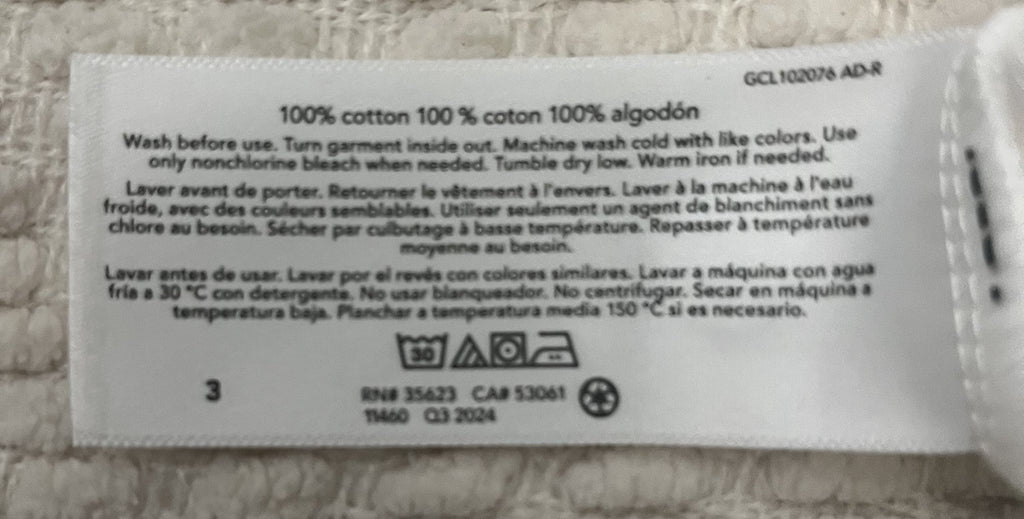 GCL102076 AD-R
100% cotton 100 % coton 100% algodón
Wash before use. Turn garment inside out. Machine wash cold with like colors. Use
only nonchlorine bleach when needed. Tumble dry low. Warm iron if needed.
Laver avant de porter. Retourner le vêtement à l'envers. Laver à la machine à l'eau
froide, avec des couleurs semblables. Utiliser seulement un agent de blanchiment sans
chlore au besoin. Sécher par culbutage à basse température. Repasser à température
moyenne au besoin.
Lavar antes de usar. Lavar por el revés con colores similares. Lavar a máquina con agua
fría a 30 °C con detergente. No usar blanqueador. No centrifugar. Secar en máquina a
temperatura baja. Planchar a temperatura media 150 °C si es necesario.
30
3
RN# 35623 CA# 53061
11460 Q3 2024